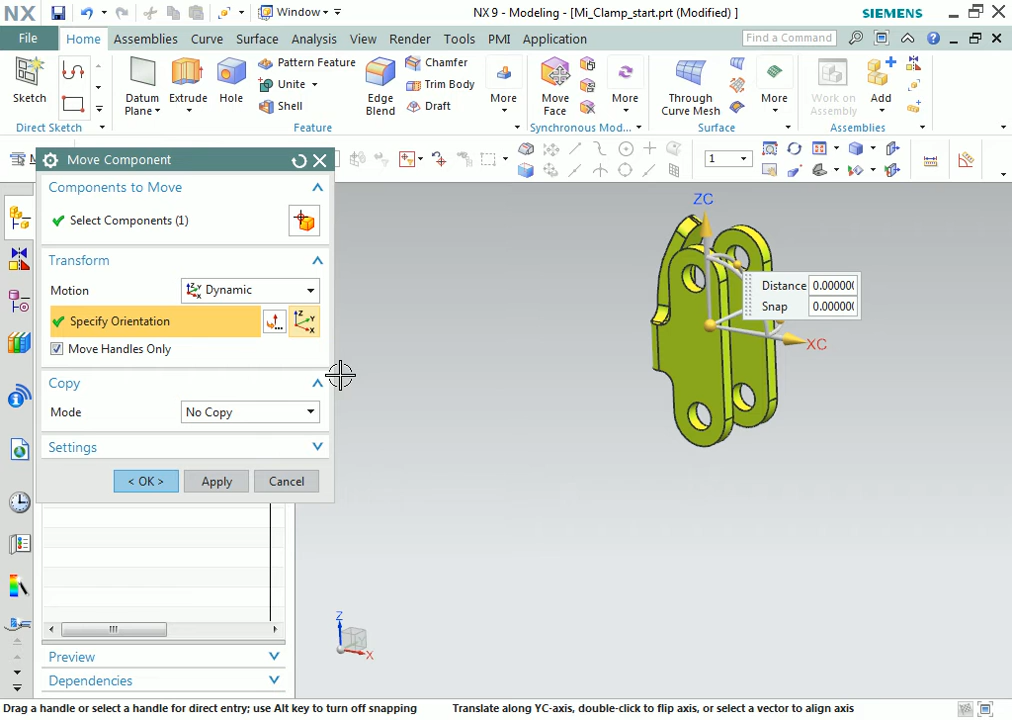 NX
Window
NX 9 - Modeling - [Mi_Clamp_start.prt (Modified) ]
SIEMENS
File
Home
Assemblies
Curve
Surface
Analysis
View
Render
Tools
PMI
Application
Find a Command
Sketch
Direct Sketch
Datum Plane
Extrude
Hole
Pattern Feature
Unite
Shell
Edge Blend
Chamfer
Trim Body
Draft
More
Feature
Move Face
More
Synchronous Mod...
Through Curve Mesh
More
Surface
Work on Assembly
Add
Assemblies
1
Move Component
Components to Move
Select Components (1)
Transform
Motion
Dynamic
Specify Orientation
Move Handles Only
Copy
Mode
No Copy
Settings
< OK >
Apply
Cancel
ZC
Distance 0.000000
Snap 0.000000
XC
Z
X
Preview
Dependencies
Drag a handle or select a handle for direct entry; use Alt key to turn off snapping
Translate along YC-axis, double-click to flip axis, or select a vector to align axis